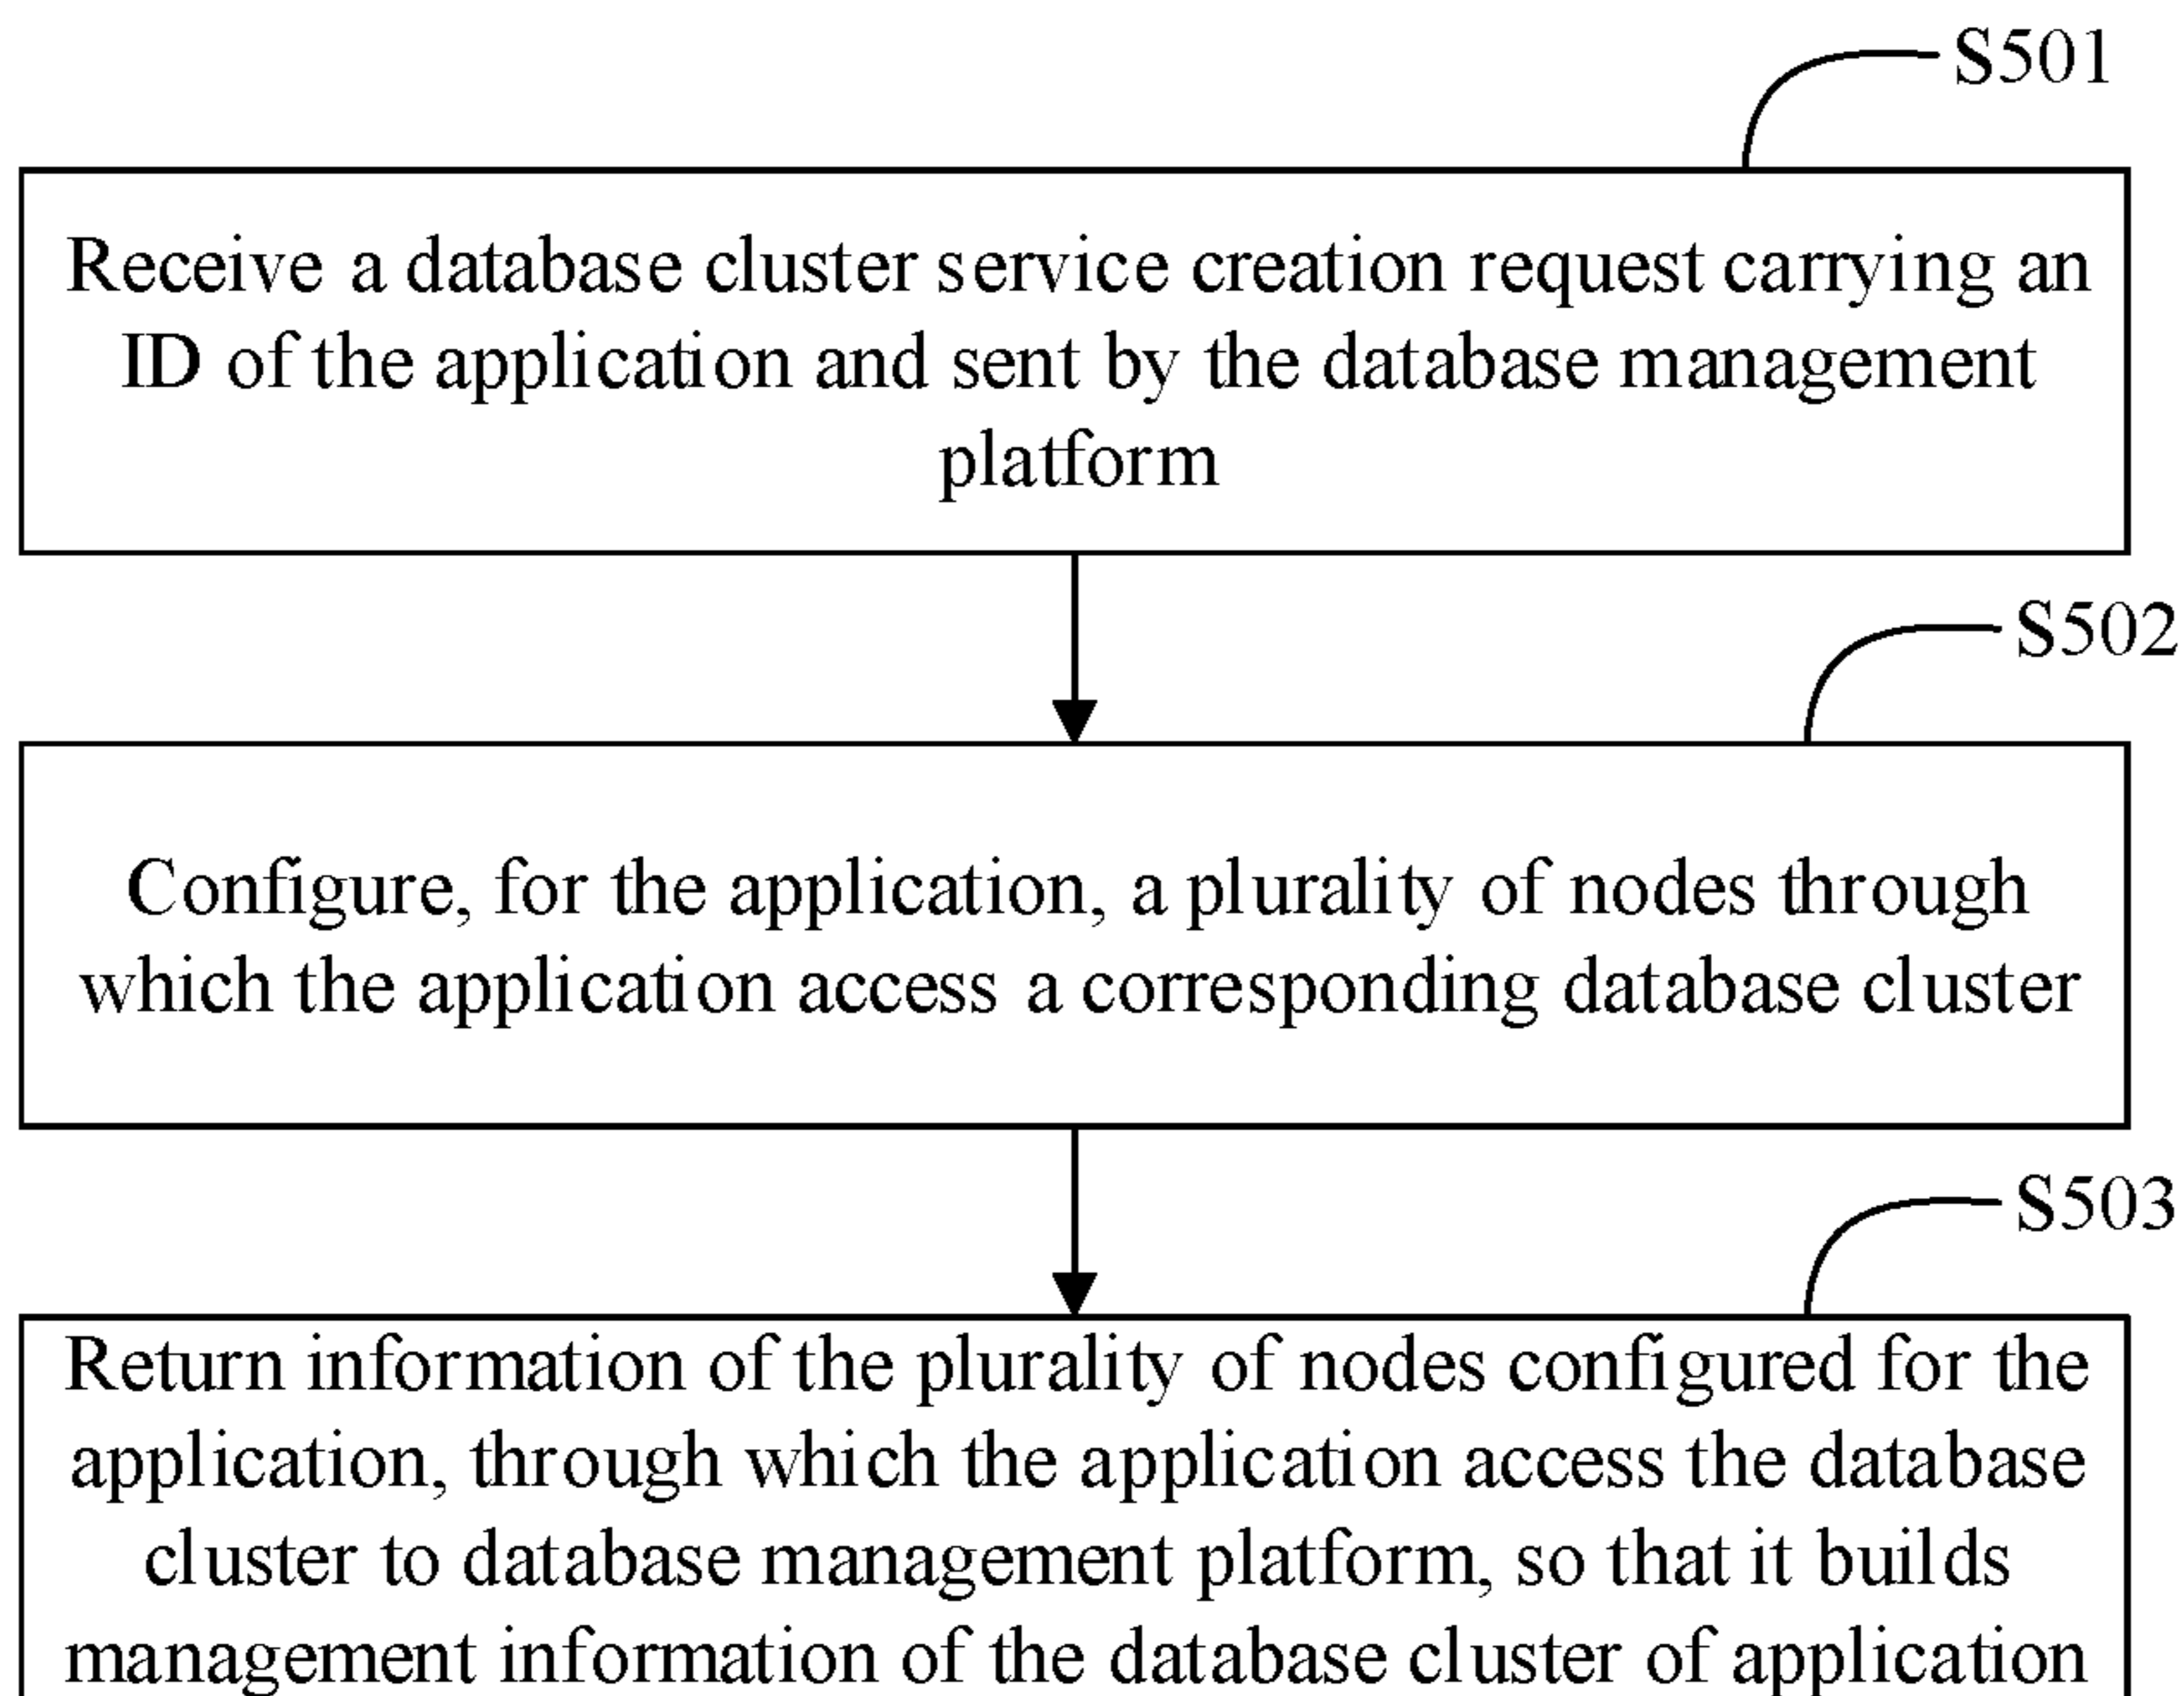 S501
Receive a database cluster service creation request carrying an
ID of the application and sent by the database management
platform
S502
Configure, for the application, a plurality of nodes through
which the application access a corresponding database cluster
S503
Return information of the plurality of nodes configured for the
application, through which the application access the database
cluster to database management platform, so that it builds
management information of the database cluster of application